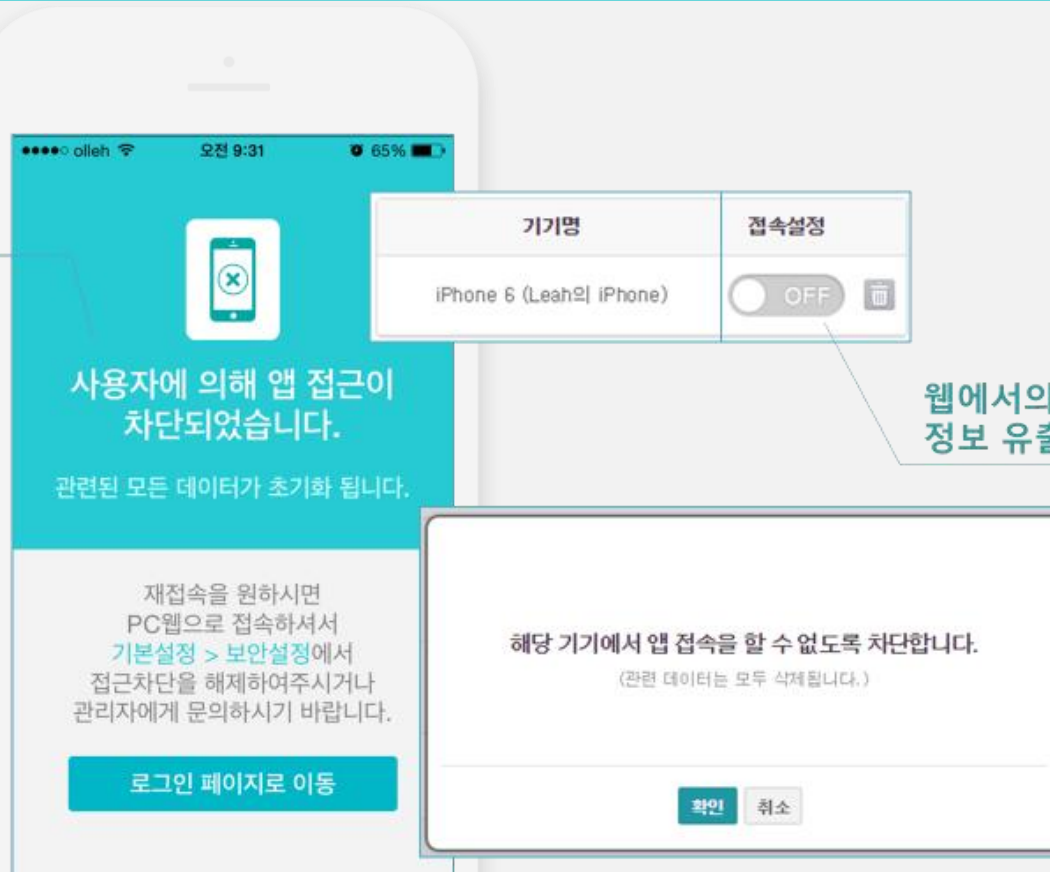 olleh 오전 9:31 65%
기기명 접속설정
iPhone 6 (Leah의 iPhone) OFF
사용자에 의해 앱 접근이
차단되었습니다.
관련된 모든 데이터가 초기화 됩니다.
웹에서의
정보 유출
재접속을 원하시면
PC웹으로 접속하셔서
기본설정 > 보안설정에서
접근차단을 해제하여주시거나
관리자에게 문의하시기 바랍니다.
로그인 페이지로 이동
해당 기기에서 앱 접속을 할 수 없도록 차단합니다.
(관련 데이터는 모두 삭제됩니다.)
확인 취소